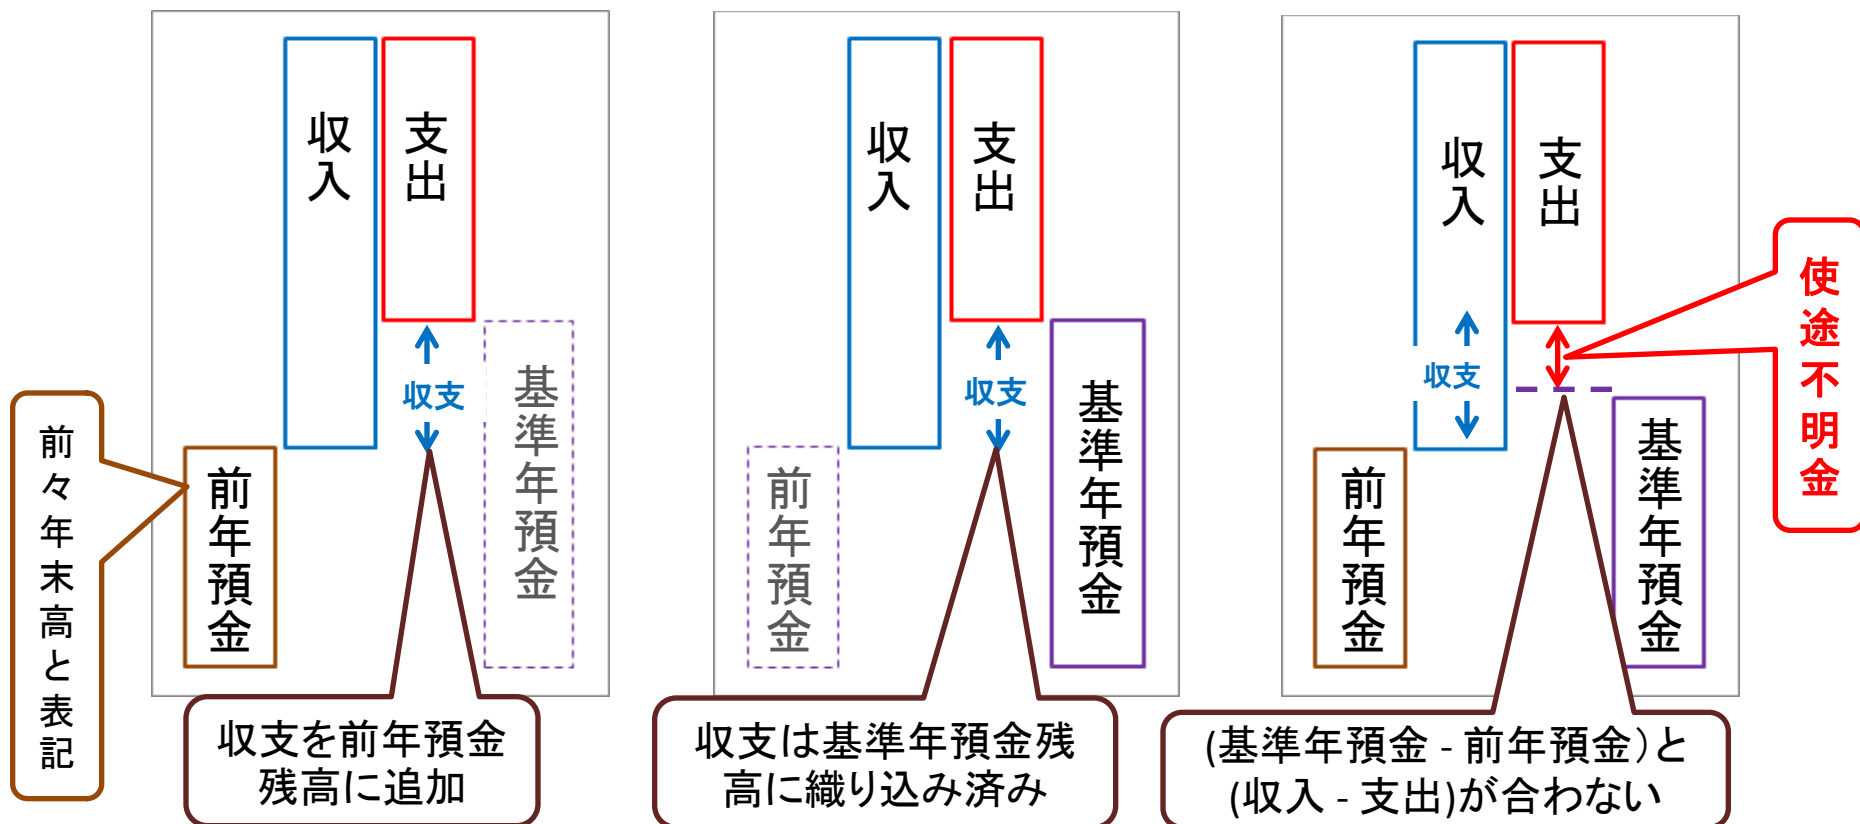 収入
支出
収支
前年預金
基準年預金
前々年末高と表記
収支を前年預金
残高に追加
収入
支出
収支
前年預金
基準年預金
収支は基準年預金残
高に織り込み済み
収入
支出
収支
前年預金
基準年預金
使途不明金
(基準年預金 - 前年預金）と
(収入 - 支出)が合わない